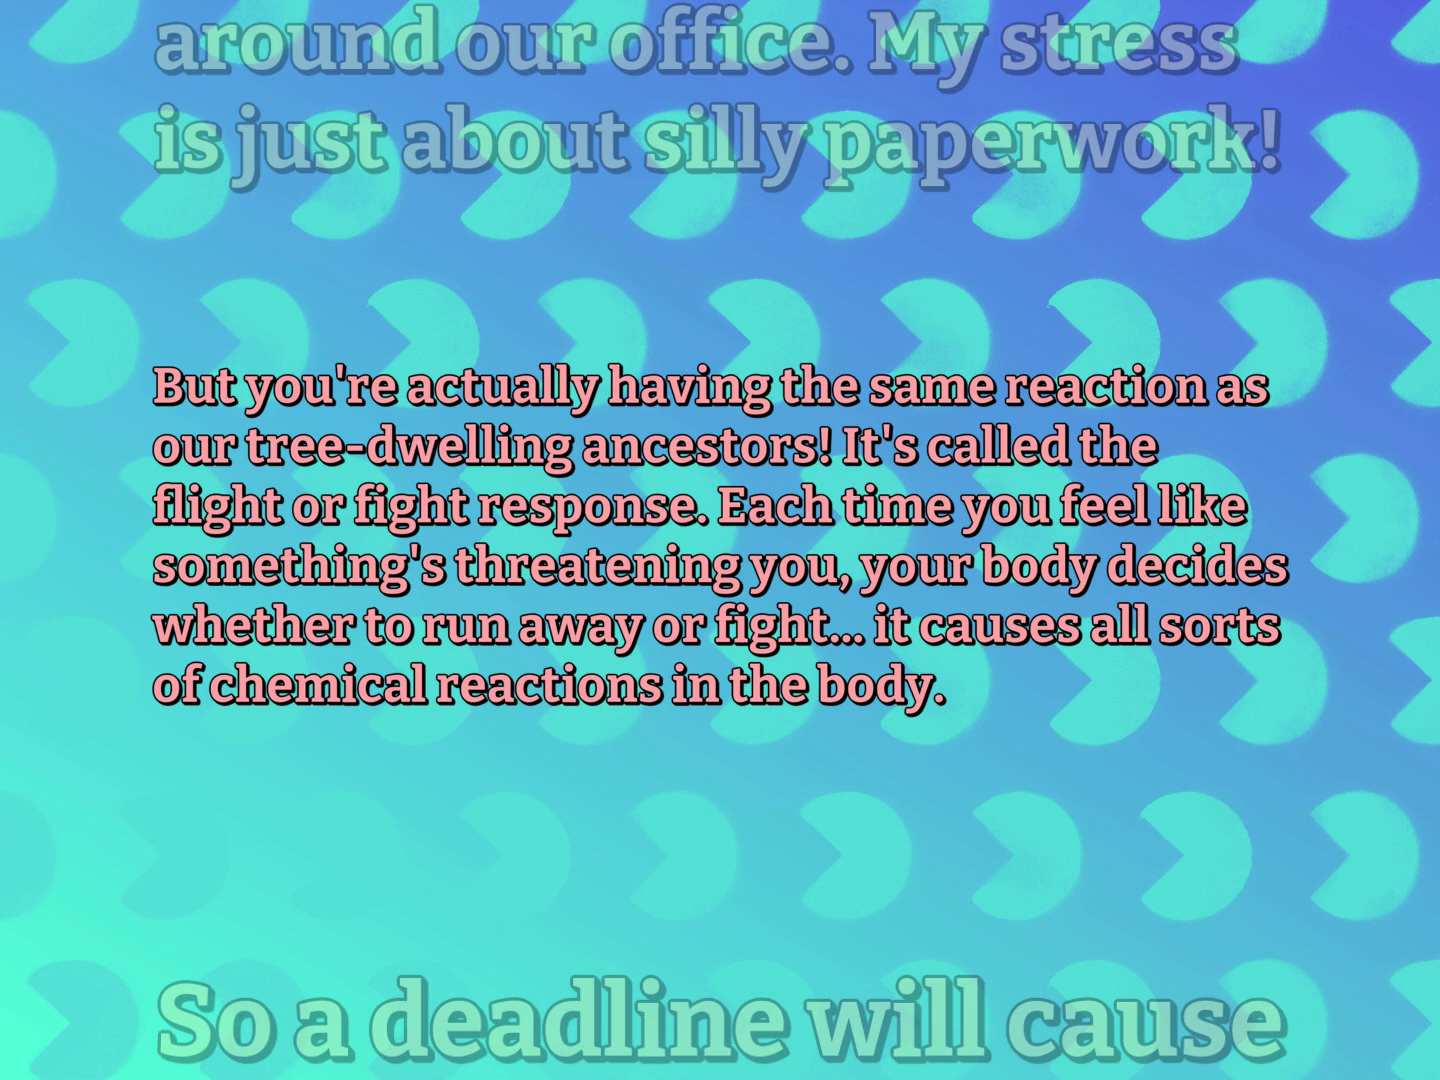 around our office. My stress
is just about silly paperwork!
But you're actually having the same reaction as
our tree-dwelling ancestors! It's called the
flight or fight response. Each time you feel like
something's threatening you, your body decides
whether to run away or fight... it causes all sorts
of chemical reactions in the body.
So a deadline will cause